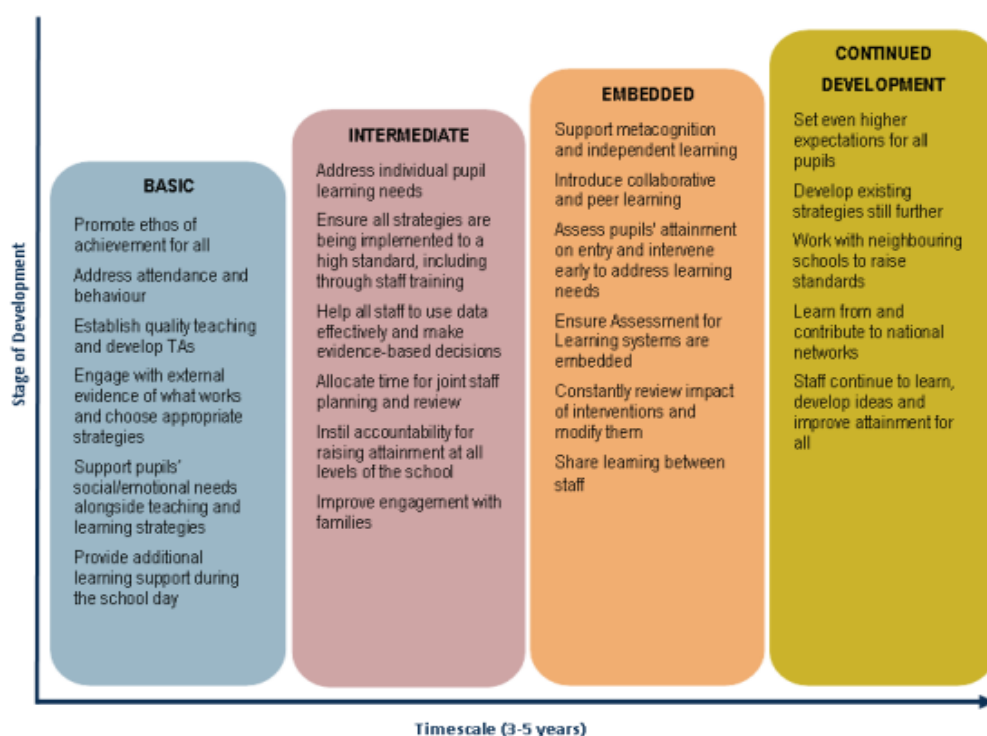 Stage of Development
BASIC
Promote ethos of
achievement for all
Address attendance and
behaviour
Establish quality teaching
and develop TAs
Engage with external
evidence of what works
and choose appropriate
strategies
Support pupils'
social/emotional needs
alongside teaching and
learning strategies
Provide additional
learning support during
the school day
INTERMEDIATE
Address individual pupil
learning needs
Ensure all strategies are
being implemented to a
high standard, including
through staff training
Help all staff to use data
effectively and make
evidence-based decisions
Allocate time for joint staff
planning and review
Instil accountability for
raising attainment at all
levels of the school
Improve engagement with
families
EMBEDDED
Support metacognition
and independent learning
Introduce collaborative
and peer learning
Assess pupils' attainment
on entry and intervene
early to address learning
needs
Ensure Assessment for
Learning systems are
embedded
Constantly review impact
of interventions and
modify them
Share learning between
staff
CONTINUED
DEVELOPMENT
Set even higher
expectations for all
pupils
Develop existing
strategies still further
Work with neighbouring
schools to raise
standards
Learn from and
contribute to national
networks
Staff continue to learn,
develop ideas and
improve attainment for
all
Timescale (3-5 years)